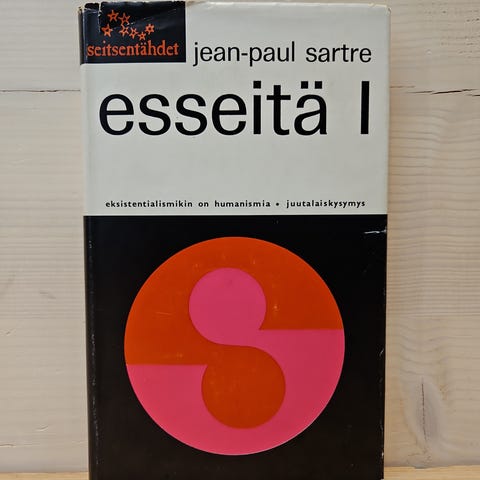 seitsentähdet
jean-paul sartre
esseitä I
eksistentialismikin on humanismia • juutalaiskysymys